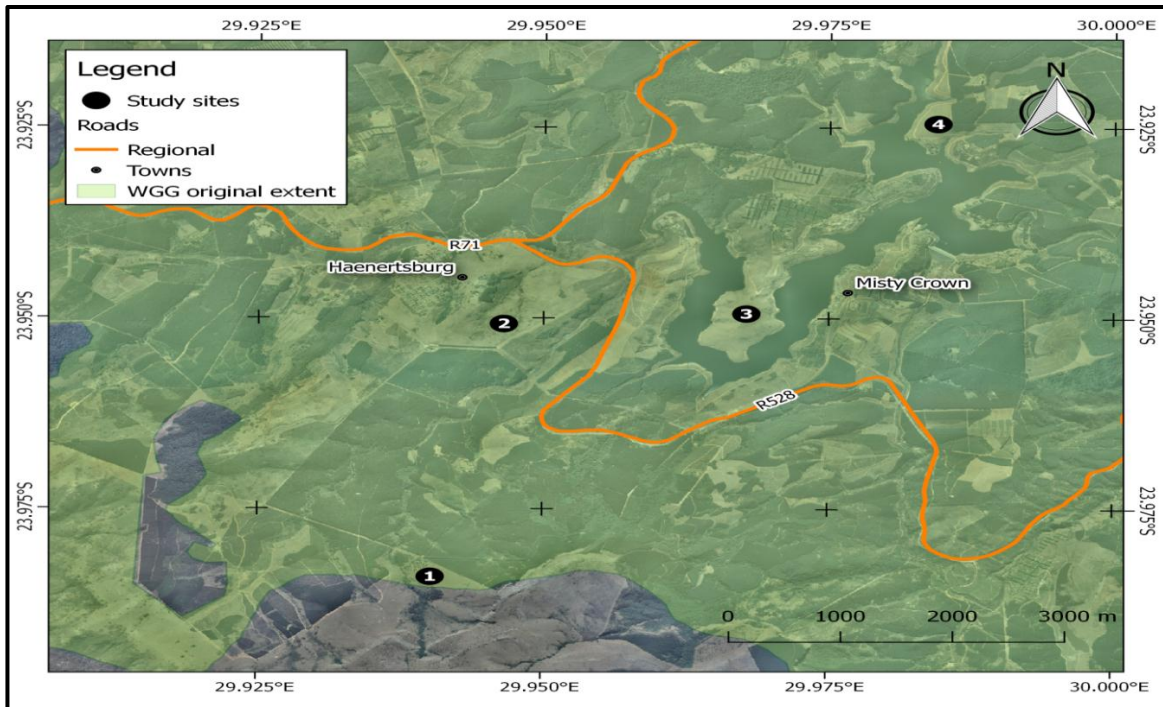 29.925°E 29.950°E 29.975°E 30.000°E
Legend
Study sites
Roads
Regional
Towns
WGG original extent
N
4
23.925°S 23.925°S
R71
Haenertsburg
Misty Crown
2
3
23.950°S 23.950°S
R528
23.975°S 23.975°S
1
0 1000 2000 3000 m
29.925°E 29.950°E 29.975°E 30.000°E